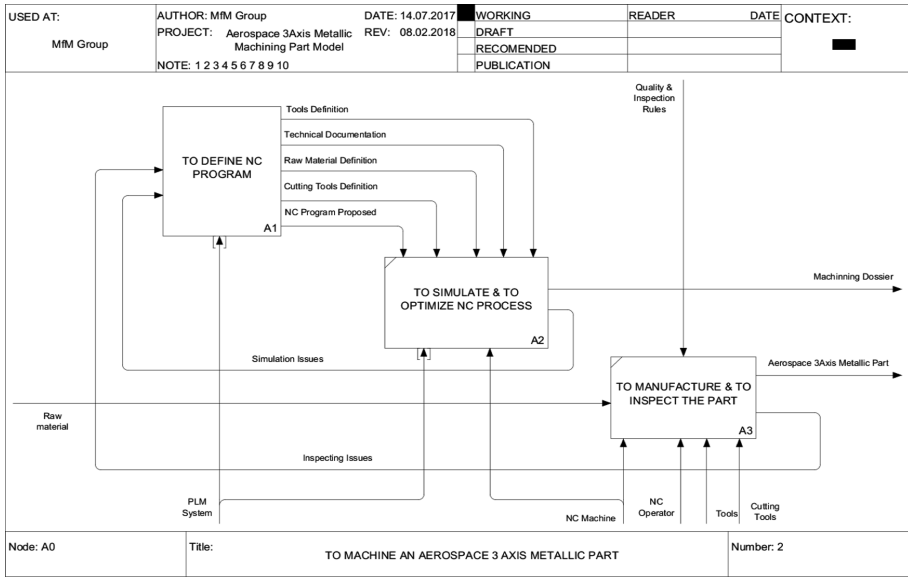 USED AT:
MfM Group
AUTHOR: MfM Group
DATE: 14.07.2017
PROJECT: Aerospace 3Axis Metallic
Machining Part Model
REV: 08.02.2018
NOTE: 1 2 3 4 5 6 7 8 9 10
WORKING
DRAFT
RECOMENDED
PUBLICATION
READER
DATE
CONTEXT:
Quality &
Inspection
Rules
Tools Definition
Technical Documentation
Raw Material Definition
Cutting Tools Definition
NC Program Proposed
TO DEFINE NC
PROGRAM
A1
TO SIMULATE & TO
OPTIMIZE NC PROCESS
A2
Machinning Dossier
Simulation Issues
Aerospace 3Axis Metallic Part
TO MANUFACTURE & TO
INSPECT THE PART
A3
Raw
material
Inspecting Issues
PLM
System
NC Machine
NC
Operator
Tools
Cutting
Tools
Node: A0
Title:
TO MACHINE AN AEROSPACE 3 AXIS METALLIC PART
Number: 2